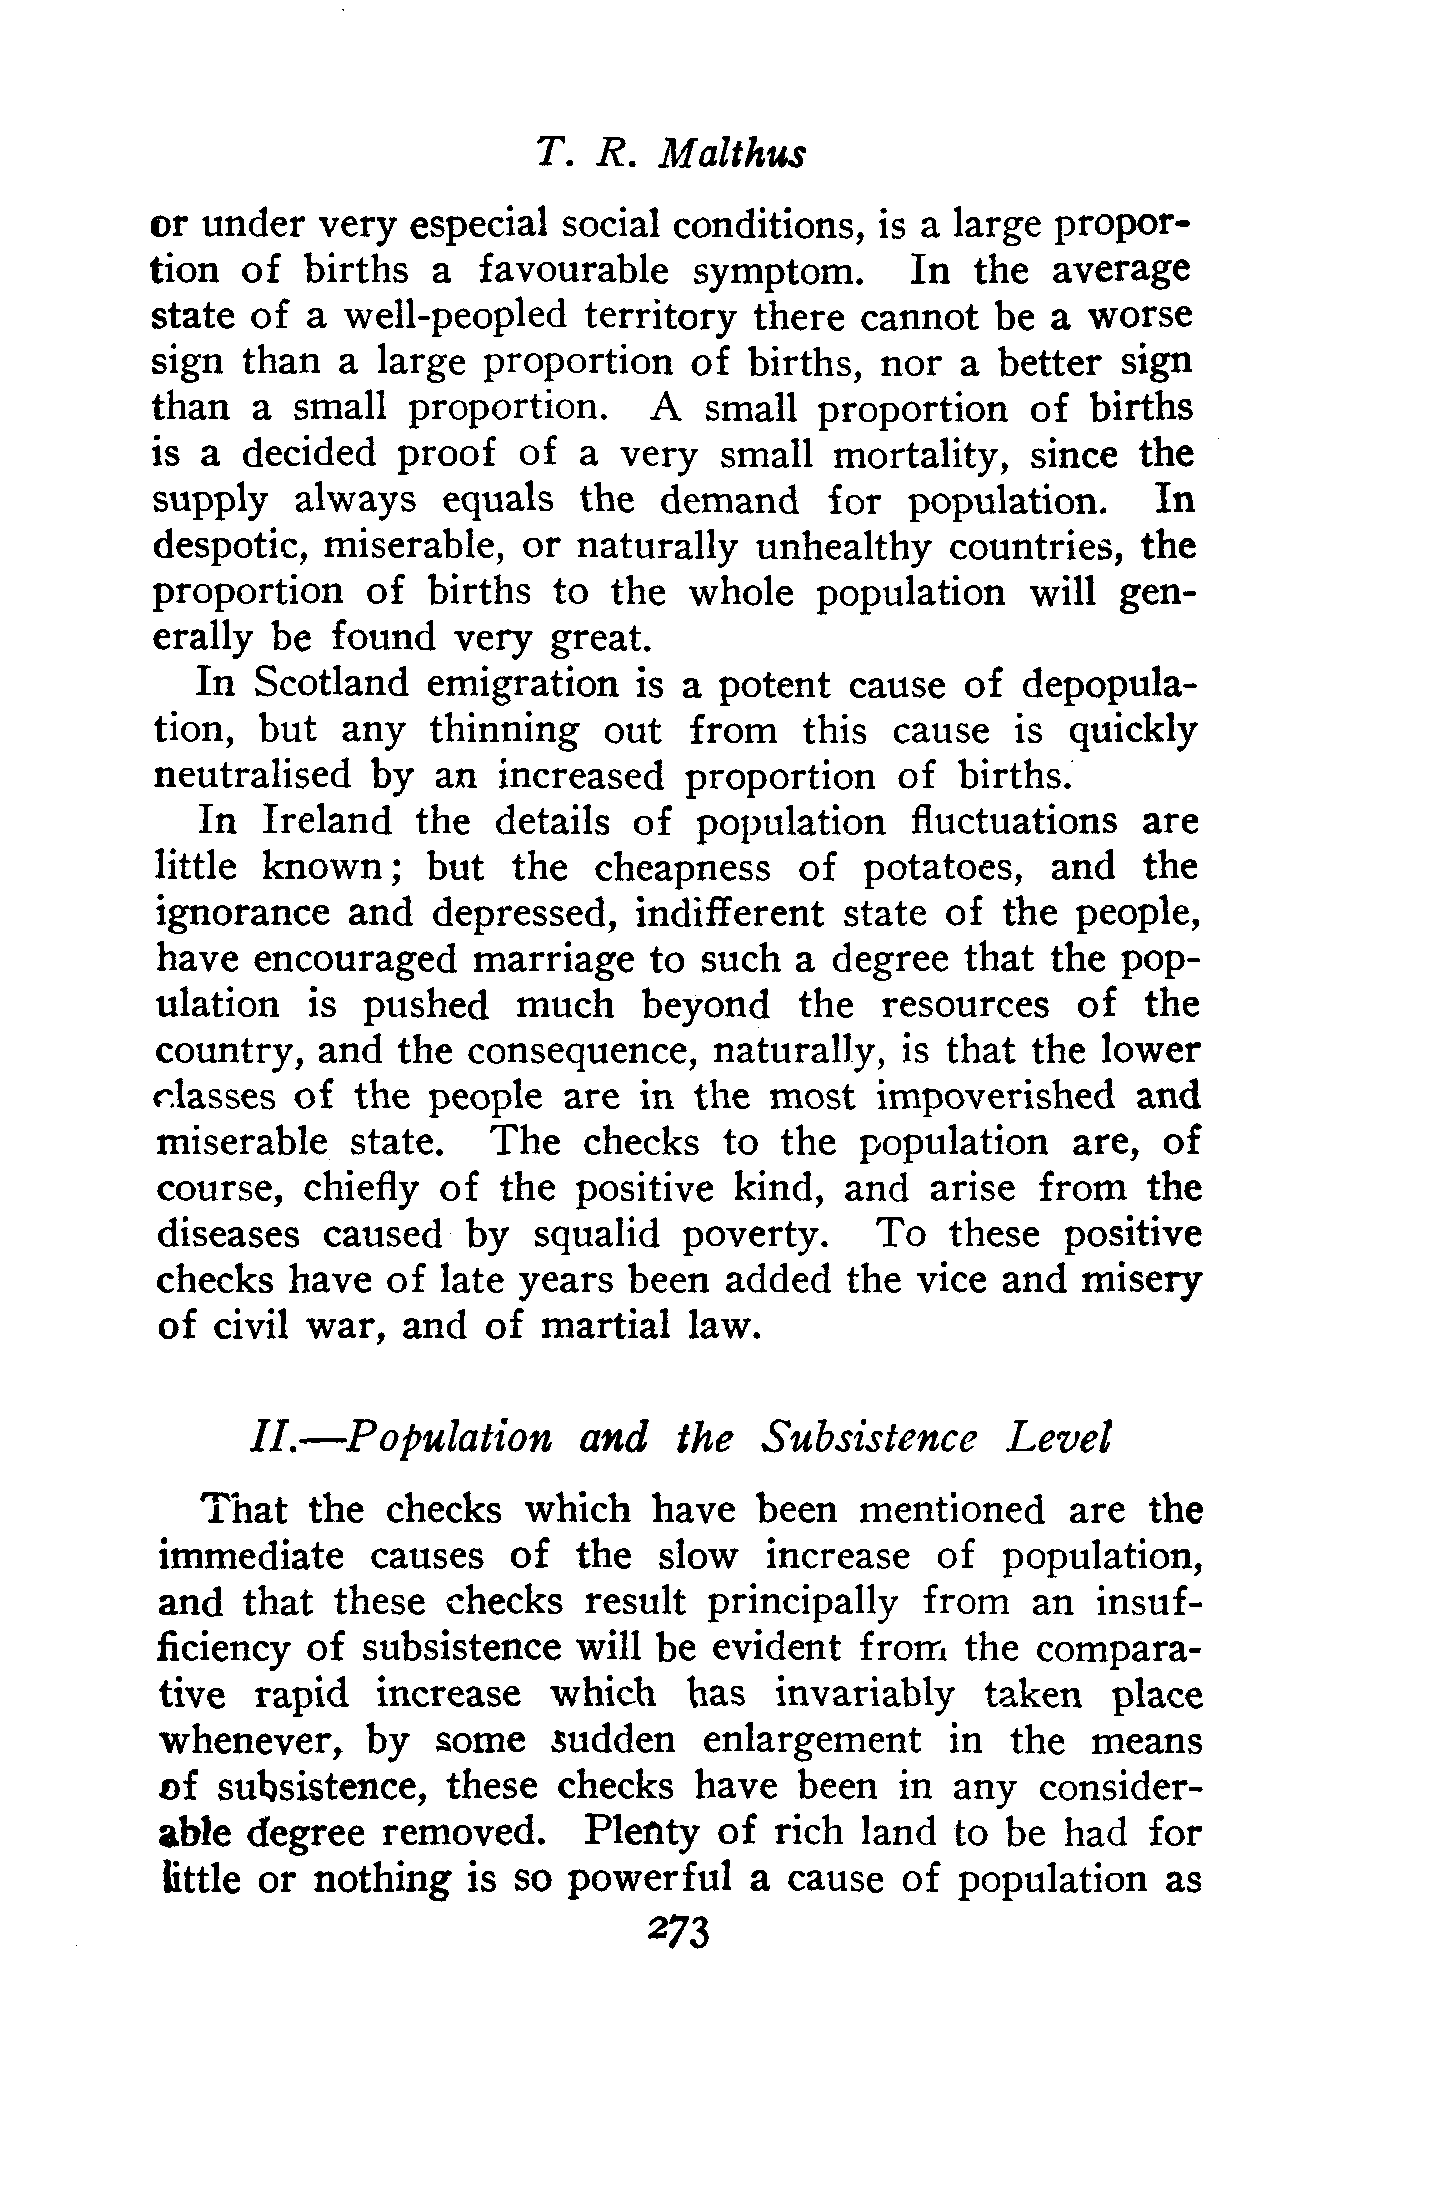 T. R. Malthus
or under very especial social conditions, is a large propor-
tion of births a favourable symptom. In the average
state of a well-peopled territory there cannot be a worse
sign than a large proportion of births, nor a better sign
than a small proportion. A small proportion of births
is a decided proof of a very small mortality, since the
supply always equals the demand for population. In
despotic, miserable, or naturally unhealthy countries, the
proportion of births to the whole population will gen-
erally be found very great.
In Scotland emigration is a potent cause of depopula-
tion, but any thinning out from this cause is quickly
neutralised by an increased proportion of births.
In Ireland the details of population fluctuations are
little known; but the cheapness of potatoes, and the
ignorance and depressed, indifferent state of the people,
have encouraged marriage to such a degree that the pop-
ulation is pushed much beyond the resources of the
country, and the consequence, naturally, is that the lower
classes of the people are in the most impoverished and
miserable state. The checks to the population are, of
course, chiefly of the positive kind, and arise from the
diseases caused by squalid poverty. To these positive
checks have of late years been added the vice and misery
of civil war, and of martial law.
II.—Population and the Subsistence Level
That the checks which have been mentioned are the
immediate causes of the slow increase of population,
and that these checks result principally from an insuf-
ficiency of subsistence will be evident from the compara-
tive rapid increase which has invariably taken place
whenever, by some sudden enlargement in the means
of subsistence, these checks have been in any consider-
able degree removed. Plenty of rich land to be had for
little or nothing is so powerful a cause of population as
273